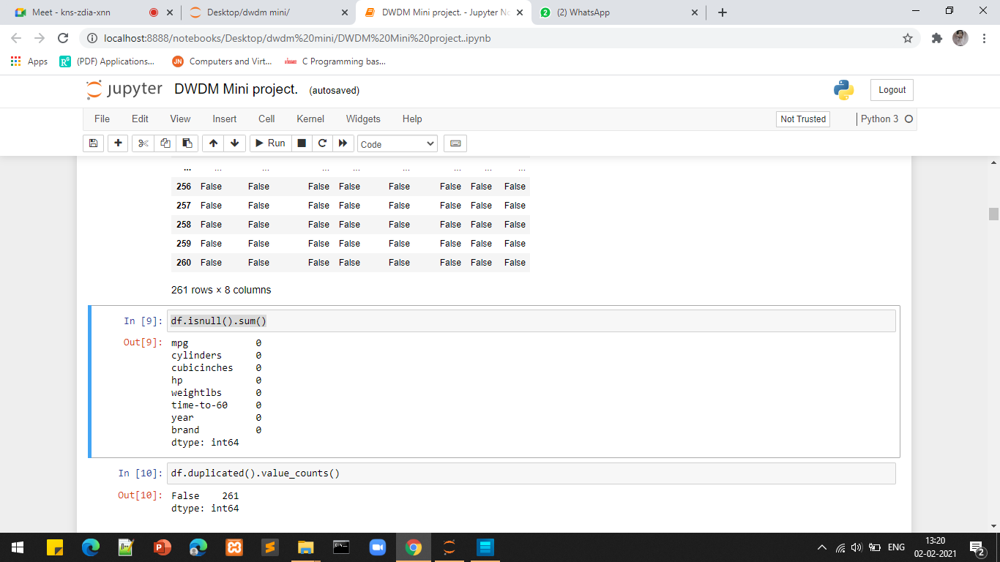 Meet - kns-zdia-xnn
Desktop/dwdm mini/
DWDM Mini project. - Jupyter No
(2) WhatsApp
localhost:8888/notebooks/Desktop/dwdm%20mini/DWDM%20Mini%20project..ipynb
Apps
(PDF) Applications...
Computers and Virt...
C Programming bas...
jupyter DWDM Mini project. (autosaved)
Logout
File Edit View Insert Cell Kernel Widgets Help
Not Trusted
Python 3
Run
Code
... ... ... ... ... ... ... ... ...
256 False False False False False False False False
257 False False False False False False False False
258 False False False False False False False False
259 False False False False False False False False
260 False False False False False False False False
261 rows × 8 columns
In [9]: df.isnull().sum()
Out[9]: mpg 0
cylinders 0
cubicinches 0
hp 0
weightlbs 0
time-to-60 0
year 0
brand 0
dtype: int64
In [10]: df.duplicated().value_counts()
Out[10]: False 261
dtype: int64
ENG
13:20
02-02-2021
2